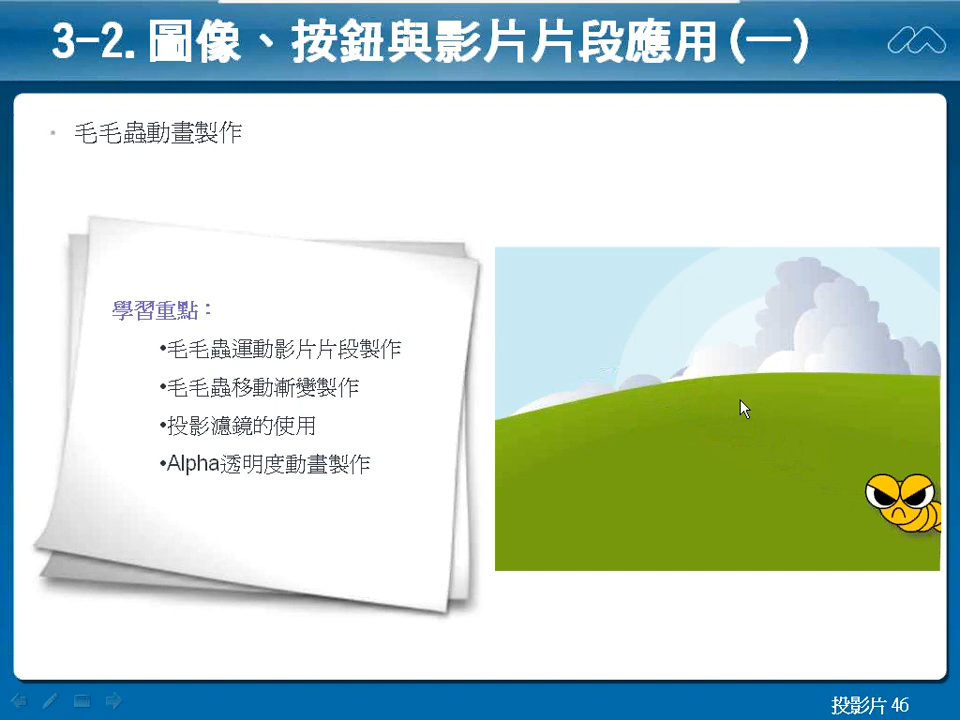 3-2.圖像、按鈕與影片片段應用(一)
• 毛毛蟲動畫製作
學習重點：
•毛毛蟲運動影片片段製作
•毛毛蟲移動漸變製作
•投影濾鏡的使用
•Alpha透明度動畫製作
投影片 46